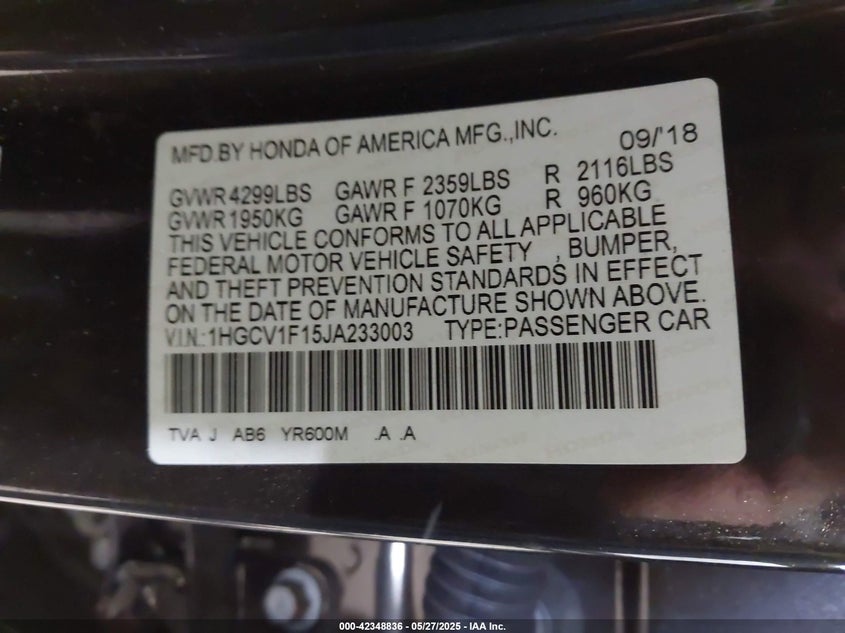 MFD.BY HONDA OF AMERICA MFG.,INC. 09/'18
GVWR 4299LBS GAWR F 2359LBS R 2116LBS
GVWR 1950KG GAWR F 1070KG R 960KG
THIS VEHICLE CONFORMS TO ALL APPLICABLE
FEDERAL MOTOR VEHICLE SAFETY , BUMPER,
AND THEFT PREVENTION STANDARDS IN EFFECT
ON THE DATE OF MANUFACTURE SHOWN ABOVE.
V.I.N.:1HGCV1F15JA233003 TYPE:PASSENGER CAR
TVA J AB6 YR600M .A .A
000-42348836 - 05/27/2025 - IAA Inc.